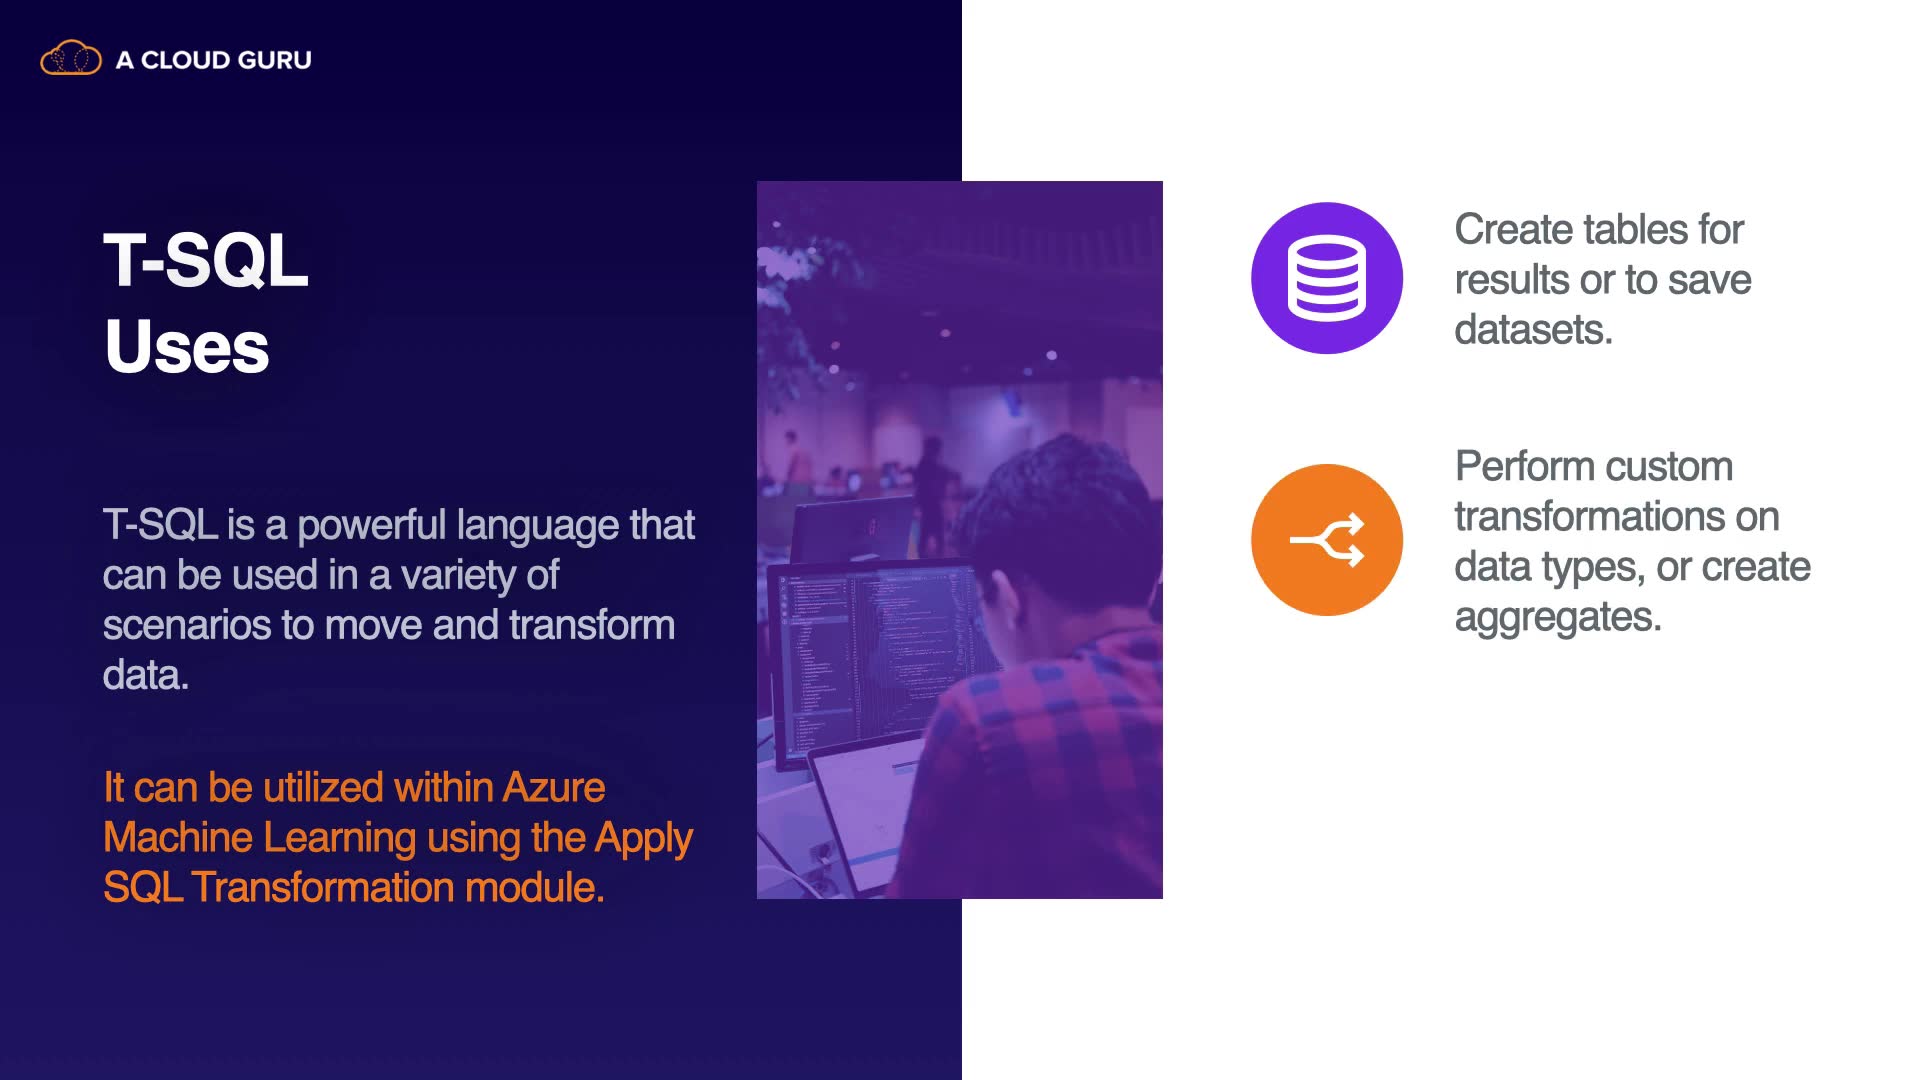 A CLOUD GURU
T-SQL
Uses
T-SQL is a powerful language that
can be used in a variety of
scenarios to move and transform
data.
It can be utilized within Azure
Machine Learning using the Apply
SQL Transformation module.
Create tables for
results or to save
datasets.
Perform custom
transformations on
data types, or create
aggregates.